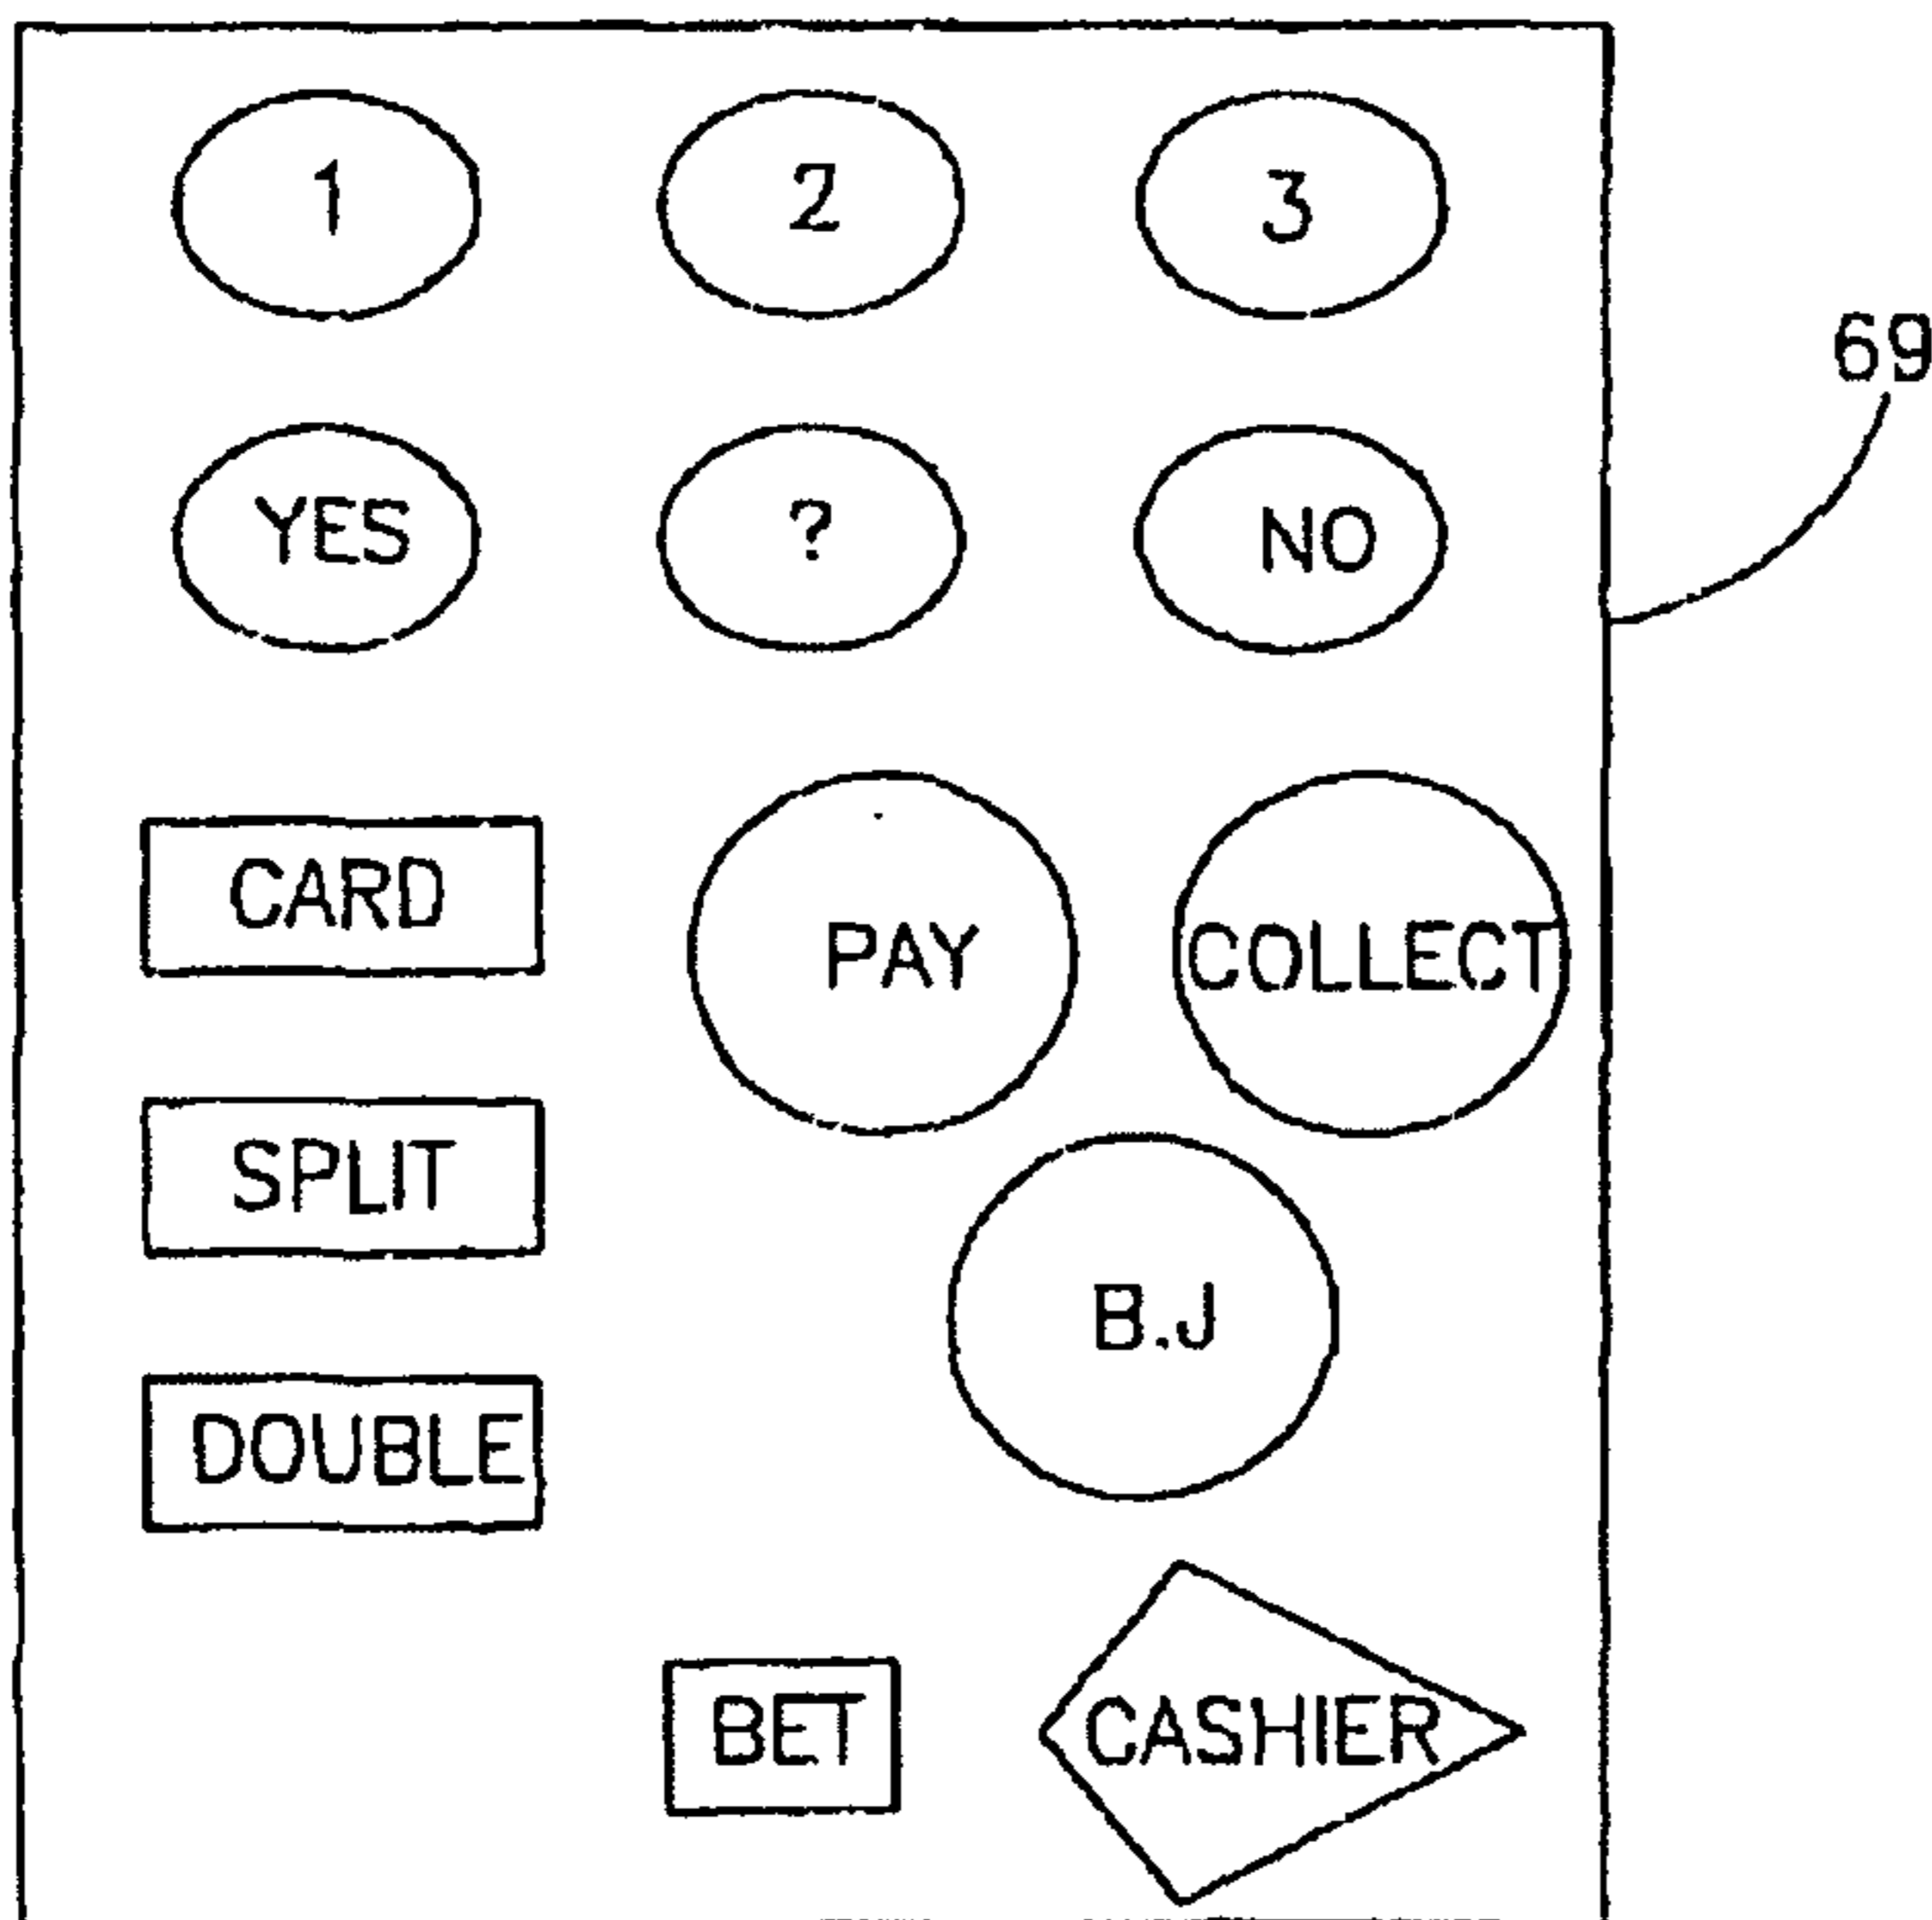 1 2 3
69
YES ? NO
CARD
PAY COLLECT
SPLIT
B.J
DOUBLE
BET CASHIER